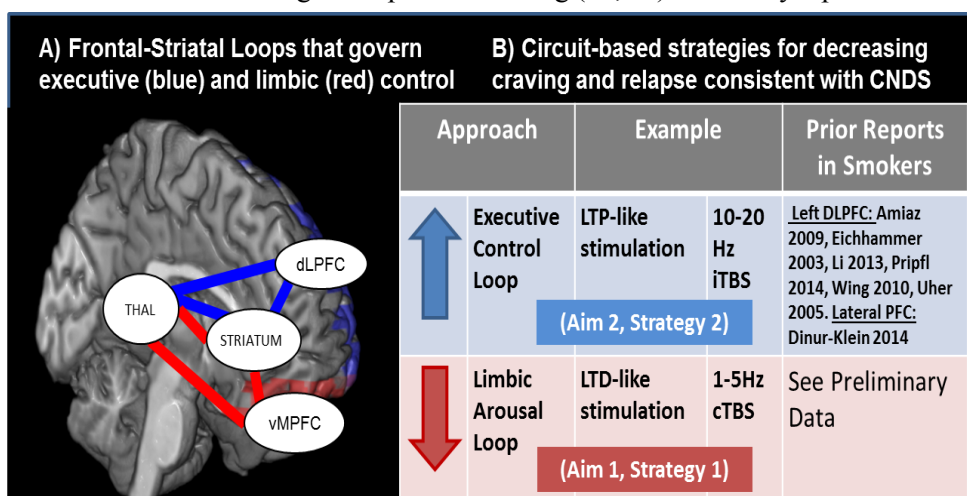 A) Frontal-Striatal Loops that govern
executive (blue) and limbic (red) control
B) Circuit-based strategies for decreasing
craving and relapse consistent with CNDS
dLPFC
THAL
STRIATUM
vMPFC
Approach
Example
Prior Reports
in Smokers
Executive
Control
Loop
LTP-like
stimulation
10-20
Hz
iTBS
(Aim 2, Strategy 2)
Left DLPFC: Amiaz
2009, Eichhammer
2003, Li 2013, Pripfl
2014, Wing 2010, Uher
2005. Lateral PFC:
Dinur-Klein 2014
Limbic
Arousal
Loop
LTD-like
stimulation
1-5Hz
cTBS
(Aim 1, Strategy 1)
See Preliminary
Data